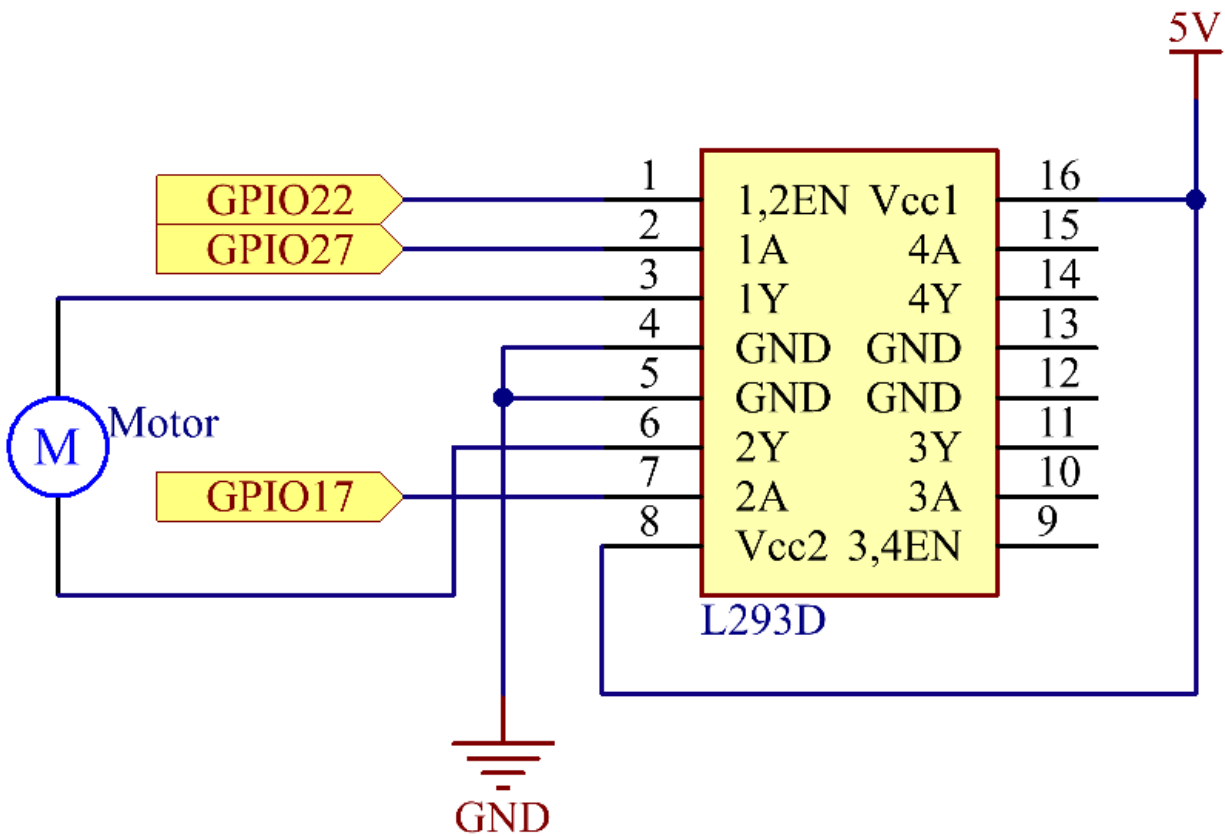 5V
GPIO22
GPIO27
GPIO17
M
Motor
1
2
3
4
5
6
7
8
1,2EN Vcc1
1A 4A
1Y 4Y
GND GND
GND GND
2Y 3Y
2A 3A
Vcc2 3,4EN
16
15
14
13
12
11
10
9
L293D
GND